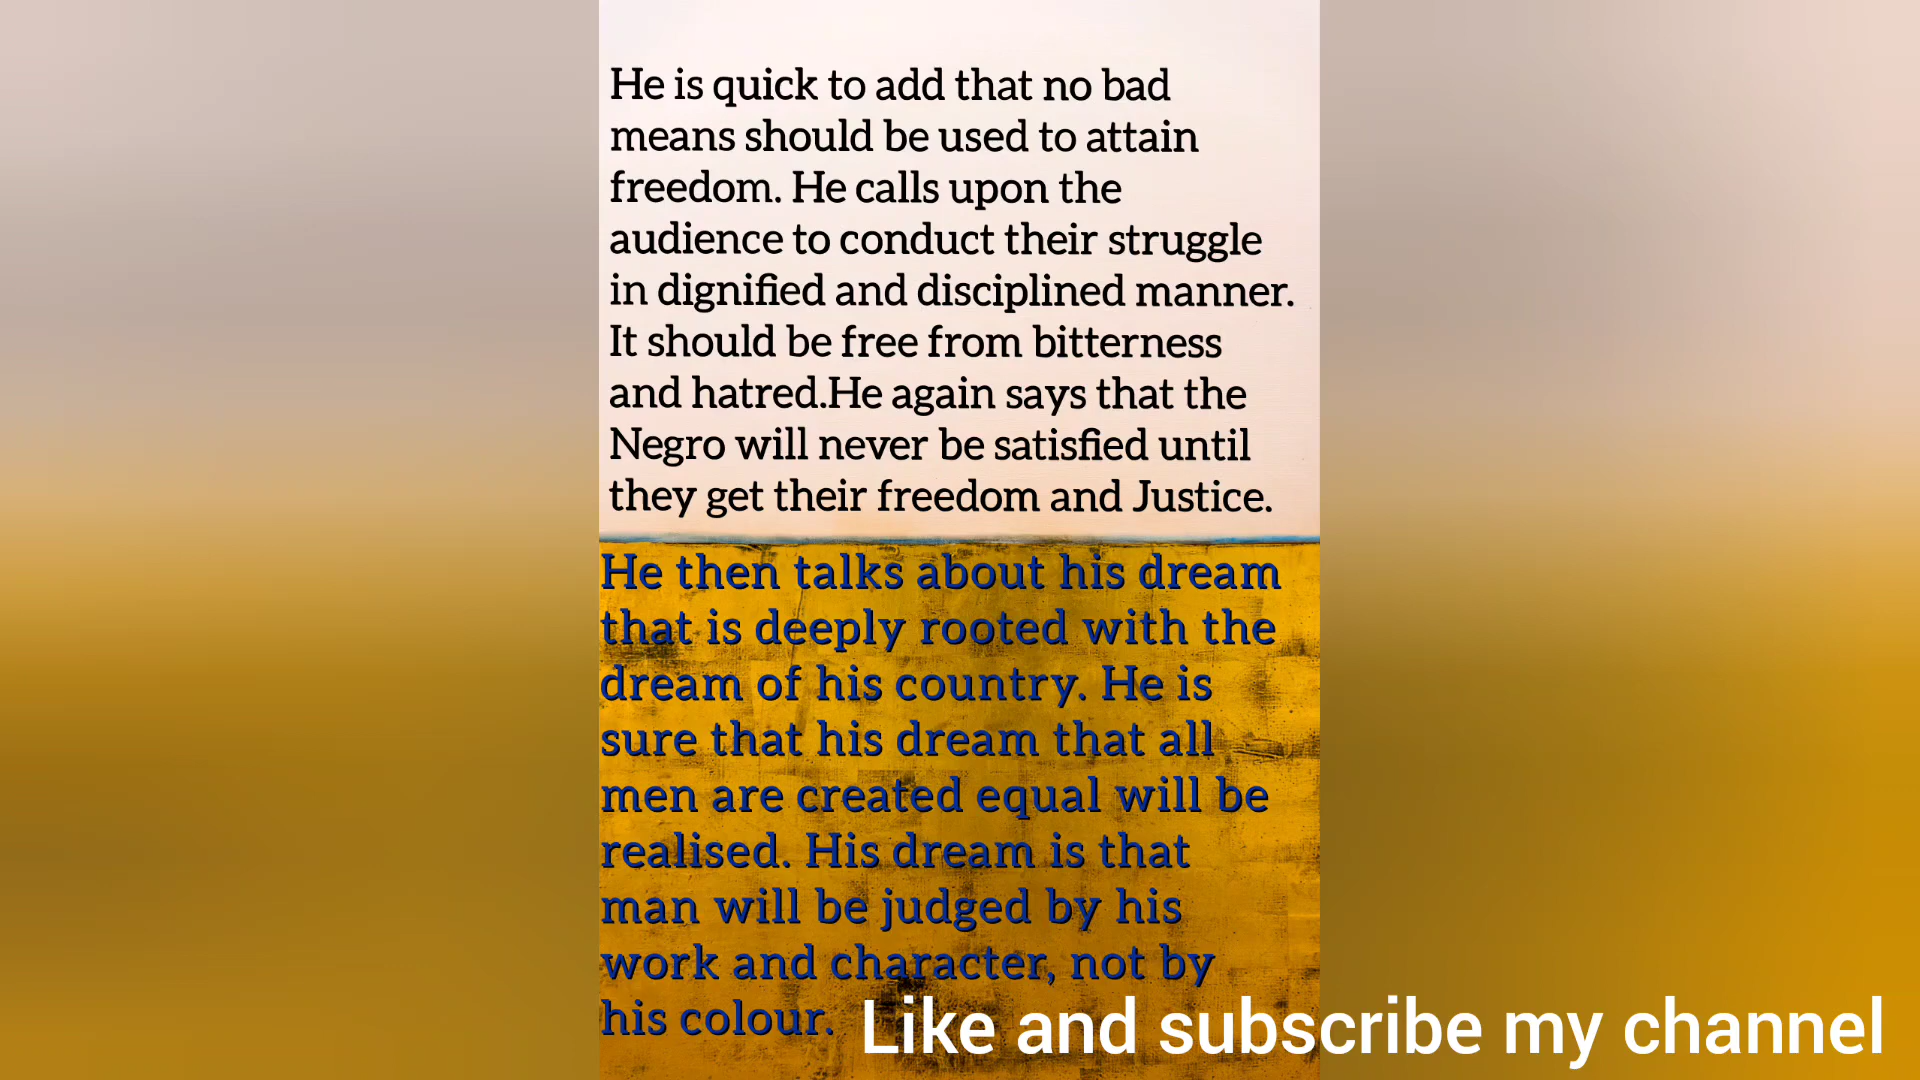 He is quick to add that no bad
means should be used to attain
freedom. He calls upon the
audience to conduct their struggle
in dignified and disciplined manner.
It should be free from bitterness
and hatred.He again says that the
Negro will never be satisfied until
they get their freedom and Justice.
He then talks about his dream
that is deeply rooted with the
dream of his country. He is
sure that his dream that all
men are created equal will be
realised. His dream is that
man will be judged by his
work and character, not by
his colour.
Like and subscribe my channel